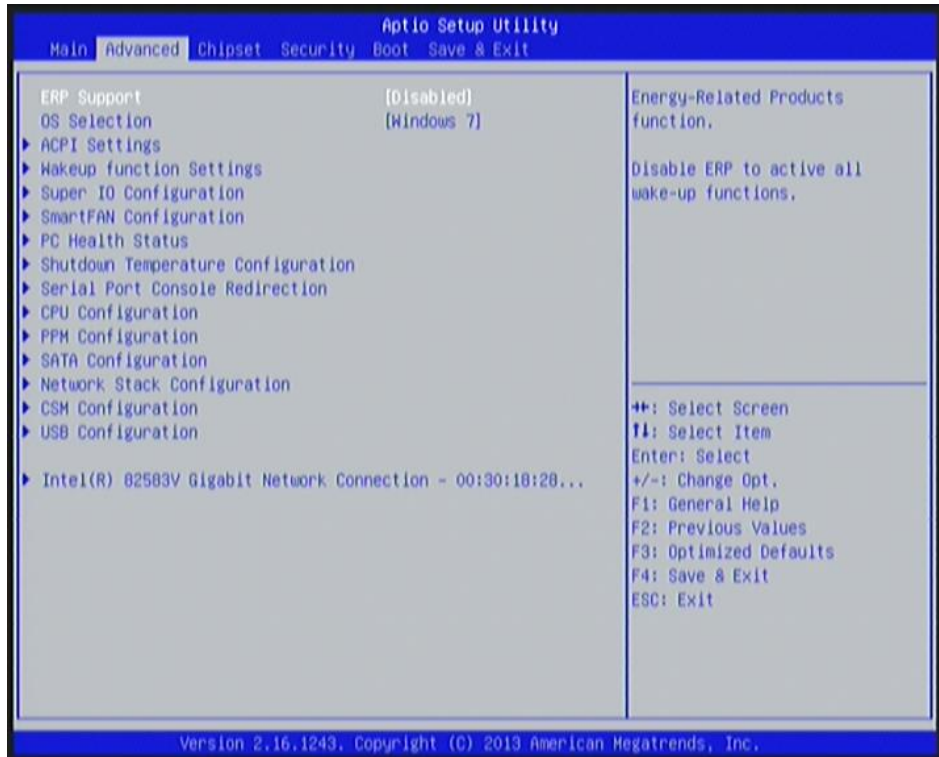 Aptio Setup Utility
Main Advanced Chipset Security Boot Save & Exit
ERP Support [Disabled]
OS Selection [Windows 7]
ACPI Settings
Wakeup function Settings
Super IO Configuration
SmartFAN Configuration
PC Health Status
Shutdown Temperature Configuration
Serial Port Console Redirection
CPU Configuration
PPM Configuration
SATA Configuration
Network Stack Configuration
CSM Configuration
USB Configuration
Intel(R) 82583V Gigabit Network Connection - 00:30:18:28...
Energy-Related Products
function.
Disable ERP to active all
wake-up functions.
→←: Select Screen
↑↓: Select Item
Enter: Select
+/-: Change Opt.
F1: General Help
F2: Previous Values
F3: Optimized Defaults
F4: Save & Exit
ESC: Exit
Version 2.16.1243. Copyright (C) 2013 American Megatrends, Inc.